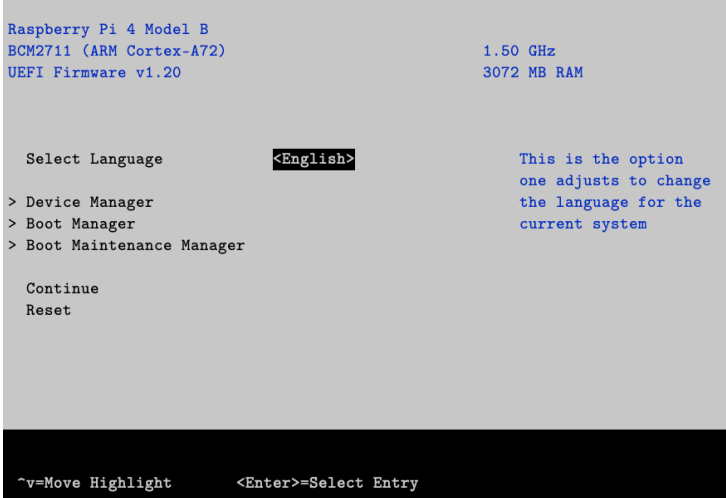 Raspberry Pi 4 Model B
BCM2711 (ARM Cortex-A72) 1.50 GHz
UEFI Firmware v1.20 3072 MB RAM
Select Language <English> This is the option
one adjusts to change
> Device Manager the language for the
> Boot Manager current system
> Boot Maintenance Manager
Continue
Reset
^v=Move Highlight <Enter>=Select Entry